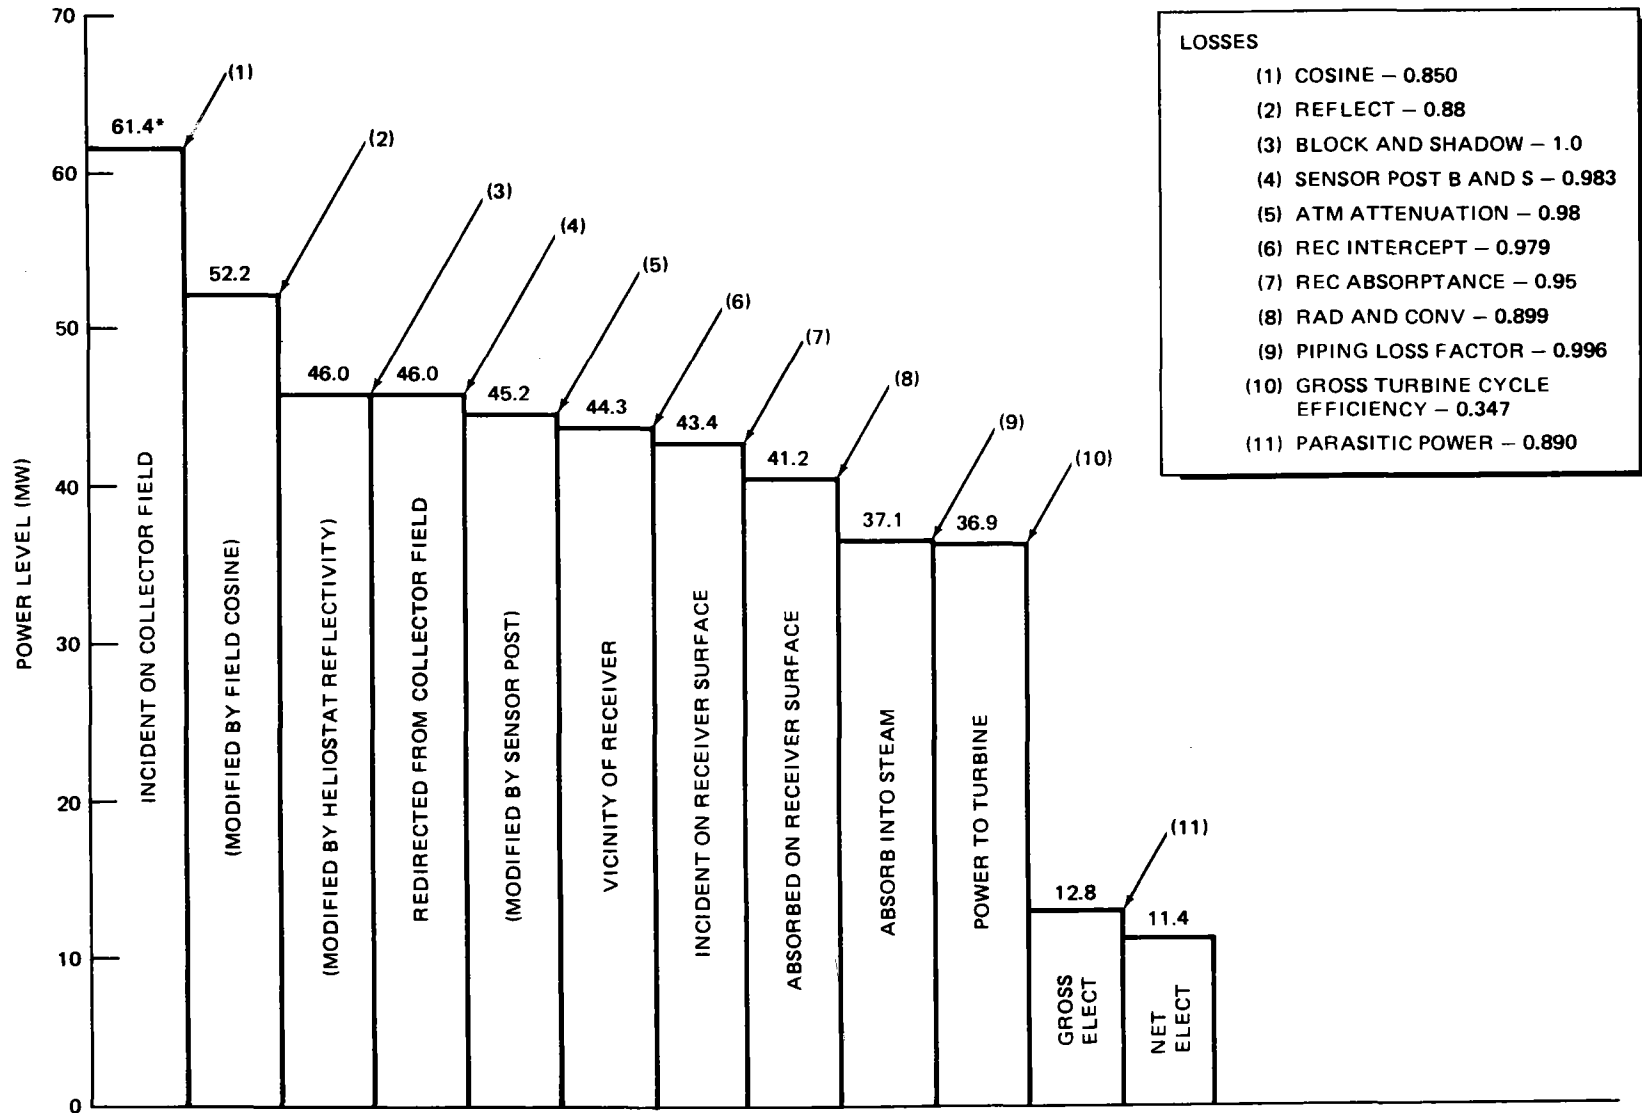 70
60
50
40
30
20
10
0
POWER LEVEL (MW)
61.4*
52.2
46.0
46.0
45.2
44.3
43.4
41.2
37.1
36.9
12.8
11.4
(1)
(2)
(3)
(4)
(5)
(6)
(7)
(8)
(9)
(10)
(11)
INCIDENT ON COLLECTOR FIELD
(MODIFIED BY FIELD COSINE)
(MODIFIED BY HELIOSTAT REFLECTIVITY)
REDIRECTED FROM COLLECTOR FIELD
(MODIFIED BY SENSOR POST)
VICINITY OF RECEIVER
INCIDENT ON RECEIVER SURFACE
ABSORBED ON RECEIVER SURFACE
ABSORB INTO STEAM
POWER TO TURBINE
GROSS
ELECT
NET
ELECT
LOSSES
(1) COSINE – 0.850
(2) REFLECT – 0.88
(3) BLOCK AND SHADOW – 1.0
(4) SENSOR POST B AND S – 0.983
(5) ATM ATTENUATION – 0.98
(6) REC INTERCEPT – 0.979
(7) REC ABSORPTANCE – 0.95
(8) RAD AND CONV – 0.899
(9) PIPING LOSS FACTOR – 0.996
(10) GROSS TURBINE CYCLE
EFFICIENCY – 0.347
(11) PARASITIC POWER – 0.890